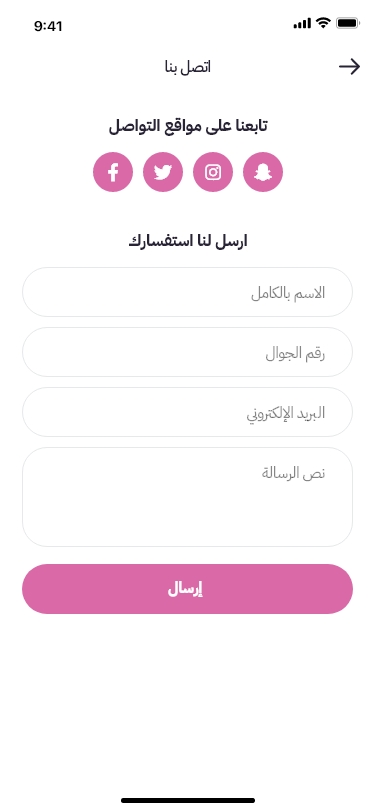 9:41
اتصل بنا
تابعنا على مواقع التواصل
ارسل لنا استفسارك
الاسم بالكامل
رقم الجوال
البريد الإلكتروني
نص الرسالة
إرسال